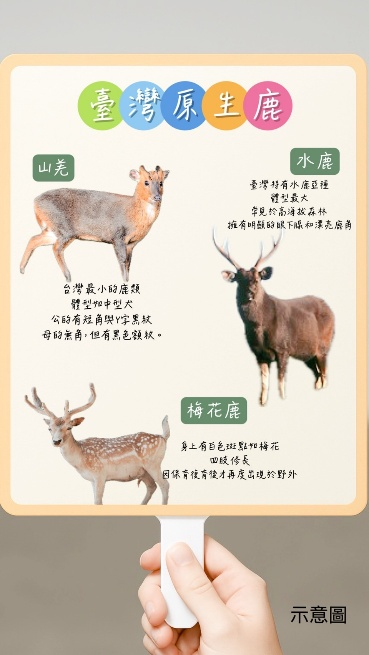 臺灣原生鹿
山羌
台灣最小的鹿類
體型如中型犬
公的有短角與Y字黑紋
母的無角,但有黑色額紋。
水鹿
臺灣特有水鹿亞種
體型最大
常見於高海拔森林
擁有明顯的眼下腺和漂亮鹿角
梅花鹿
身上有白色斑點如梅花
四肢修長
因保育復育後才再度出現於野外
示意圖